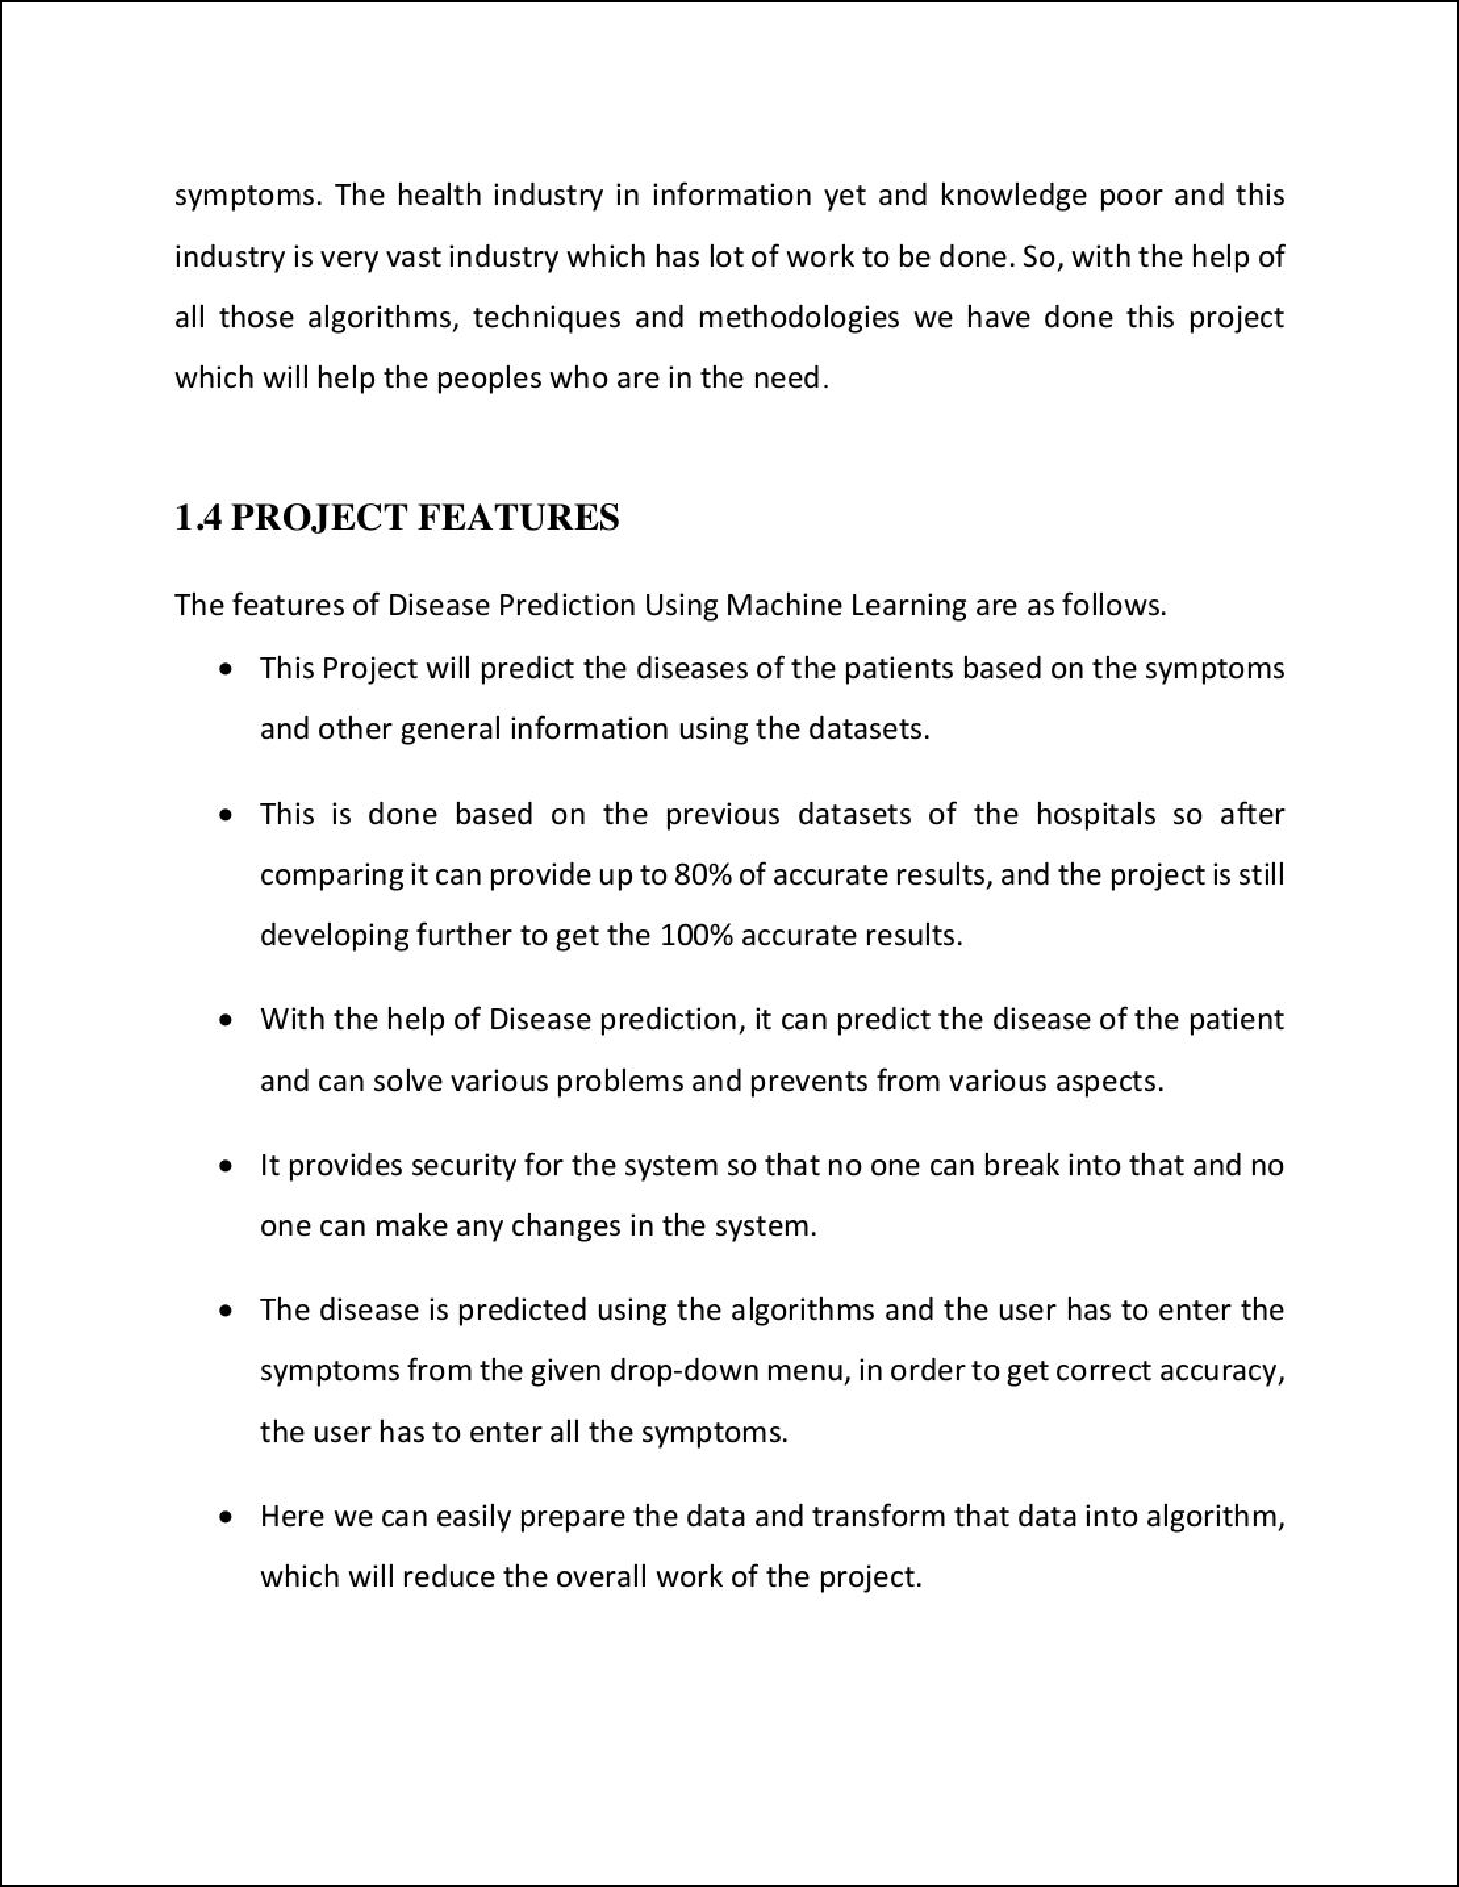 symptoms. The health industry in information yet and knowledge poor and this
industry is very vast industry which has lot of work to be done. So, with the help of
all those algorithms, techniques and methodologies we have done this project
which will help the peoples who are in the need.
1.4 PROJECT FEATURES
The features of Disease Prediction Using Machine Learning are as follows.
• This Project will predict the diseases of the patients based on the symptoms
and other general information using the datasets.
• This is done based on the previous datasets of the hospitals so after
comparing it can provide up to 80% of accurate results, and the project is still
developing further to get the 100% accurate results.
• With the help of Disease prediction, it can predict the disease of the patient
and can solve various problems and prevents from various aspects.
• It provides security for the system so that no one can break into that and no
one can make any changes in the system.
• The disease is predicted using the algorithms and the user has to enter the
symptoms from the given drop-down menu, in order to get correct accuracy,
the user has to enter all the symptoms.
• Here we can easily prepare the data and transform that data into algorithm,
which will reduce the overall work of the project.